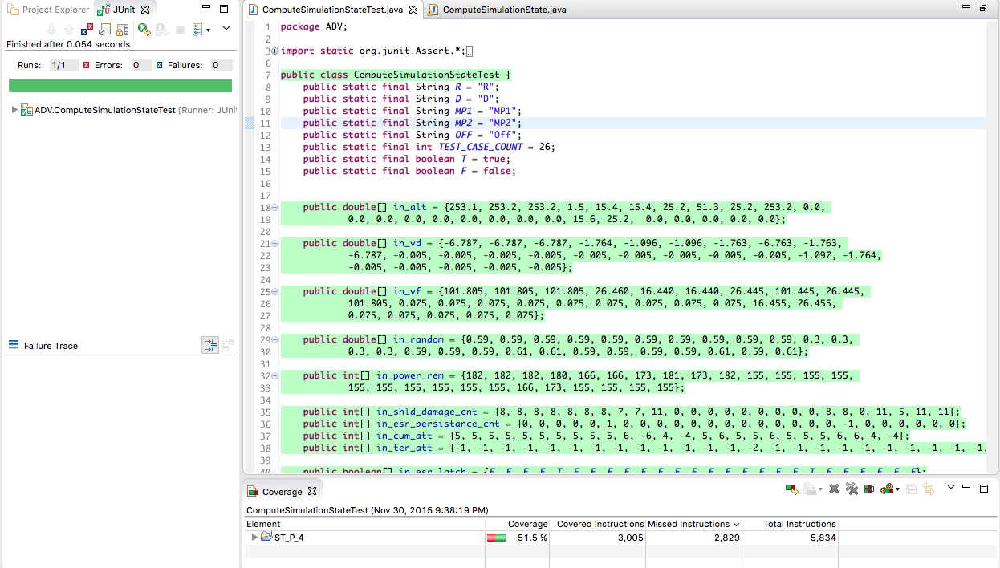 Project Explorer JUnit
Finished after 0.054 seconds
Runs: 1/1 Errors: 0 Failures: 0
ADV.ComputeSimulationStateTest [Runner: JUni
Failure Trace
ComputeSimulationStateTest.java ComputeSimulationState.java
1 package ADV;
2
3 import static org.junit.Assert.*;
6
7 public class ComputeSimulationStateTest {
8 public static final String R = "R";
9 public static final String D = "D";
10 public static final String MP1 = "MP1";
11 public static final String MP2 = "MP2";
12 public static final String OFF = "Off";
13 public static final int TEST_CASE_COUNT = 26;
14 public static final boolean T = true;
15 public static final boolean F = false;
16
17
18 public double[] in_alt = {253.1, 253.2, 253.2, 1.5, 15.4, 15.4, 25.2, 51.3, 25.2, 253.2, 0.0,
19 0.0, 0.0, 0.0, 0.0, 0.0, 0.0, 0.0, 0.0, 15.6, 25.2, 0.0, 0.0, 0.0, 0.0, 0.0};
20
21 public double[] in_vd = {-6.787, -6.787, -6.787, -1.764, -1.096, -1.096, -1.763, -6.763, -1.763,
22 -6.787, -0.005, -0.005, -0.005, -0.005, -0.005, -0.005, -0.005, -0.005, -0.005, -1.097, -1.764,
23 -0.005, -0.005, -0.005, -0.005, -0.005};
24
25 public double[] in_vf = {101.805, 101.805, 101.805, 26.460, 16.440, 16.440, 26.445, 101.445, 26.445,
26 101.805, 0.075, 0.075, 0.075, 0.075, 0.075, 0.075, 0.075, 0.075, 0.075, 16.455, 26.455,
27 0.075, 0.075, 0.075, 0.075, 0.075};
28
29 public double[] in_random = {0.59, 0.59, 0.59, 0.59, 0.59, 0.59, 0.59, 0.59, 0.59, 0.59, 0.3, 0.3,
30 0.3, 0.3, 0.59, 0.59, 0.59, 0.61, 0.61, 0.59, 0.59, 0.59, 0.59, 0.61, 0.59, 0.61};
31
32 public int[] in_power_rem = {182, 182, 182, 180, 166, 166, 173, 181, 173, 182, 155, 155, 155, 155,
33 155, 155, 155, 155, 155, 166, 173, 155, 155, 155, 155, 155};
34
35 public int[] in_shld_damage_cnt = {8, 8, 8, 8, 8, 8, 8, 7, 7, 11, 0, 0, 0, 0, 0, 0, 0, 0, 0, 8, 8, 0, 11, 5, 11, 11};
36 public int[] in_esr_persistance_cnt = {0, 0, 0, 0, 0, 1, 0, 0, 0, 0, 0, 0, 0, 0, 0, 0, 0, 0, 0, -1, 0, 0, 0, 0, 0, 0};
37 public int[] in_cum_att = {5, 5, 5, 5, 5, 5, 5, 5, 5, 5, 6, -6, 4, -4, 5, 6, 5, 5, 6, 5, 5, 5, 6, 6, 4, -4};
38 public int[] in_ter_att = {-1, -1, -1, -1, -1, -1, -1, -1, -1, -1, -1, -1, -1, -2, -1, -1, -1, -1, -1, -1, -1, -1, -1,
39
40 public boolean[] in_esr_latch = {F, F, F, F, T, F, F, F, F, F, F, F, F, F, F, F, F, F, F, T, F, F, F, F, F, F};
Coverage
ComputeSimulationStateTest (Nov 30, 2015 9:38:19 PM)
Element Coverage Covered Instructions Missed Instructions Total Instructions
ST_P_4 51.5 % 3,005 2,829 5,834